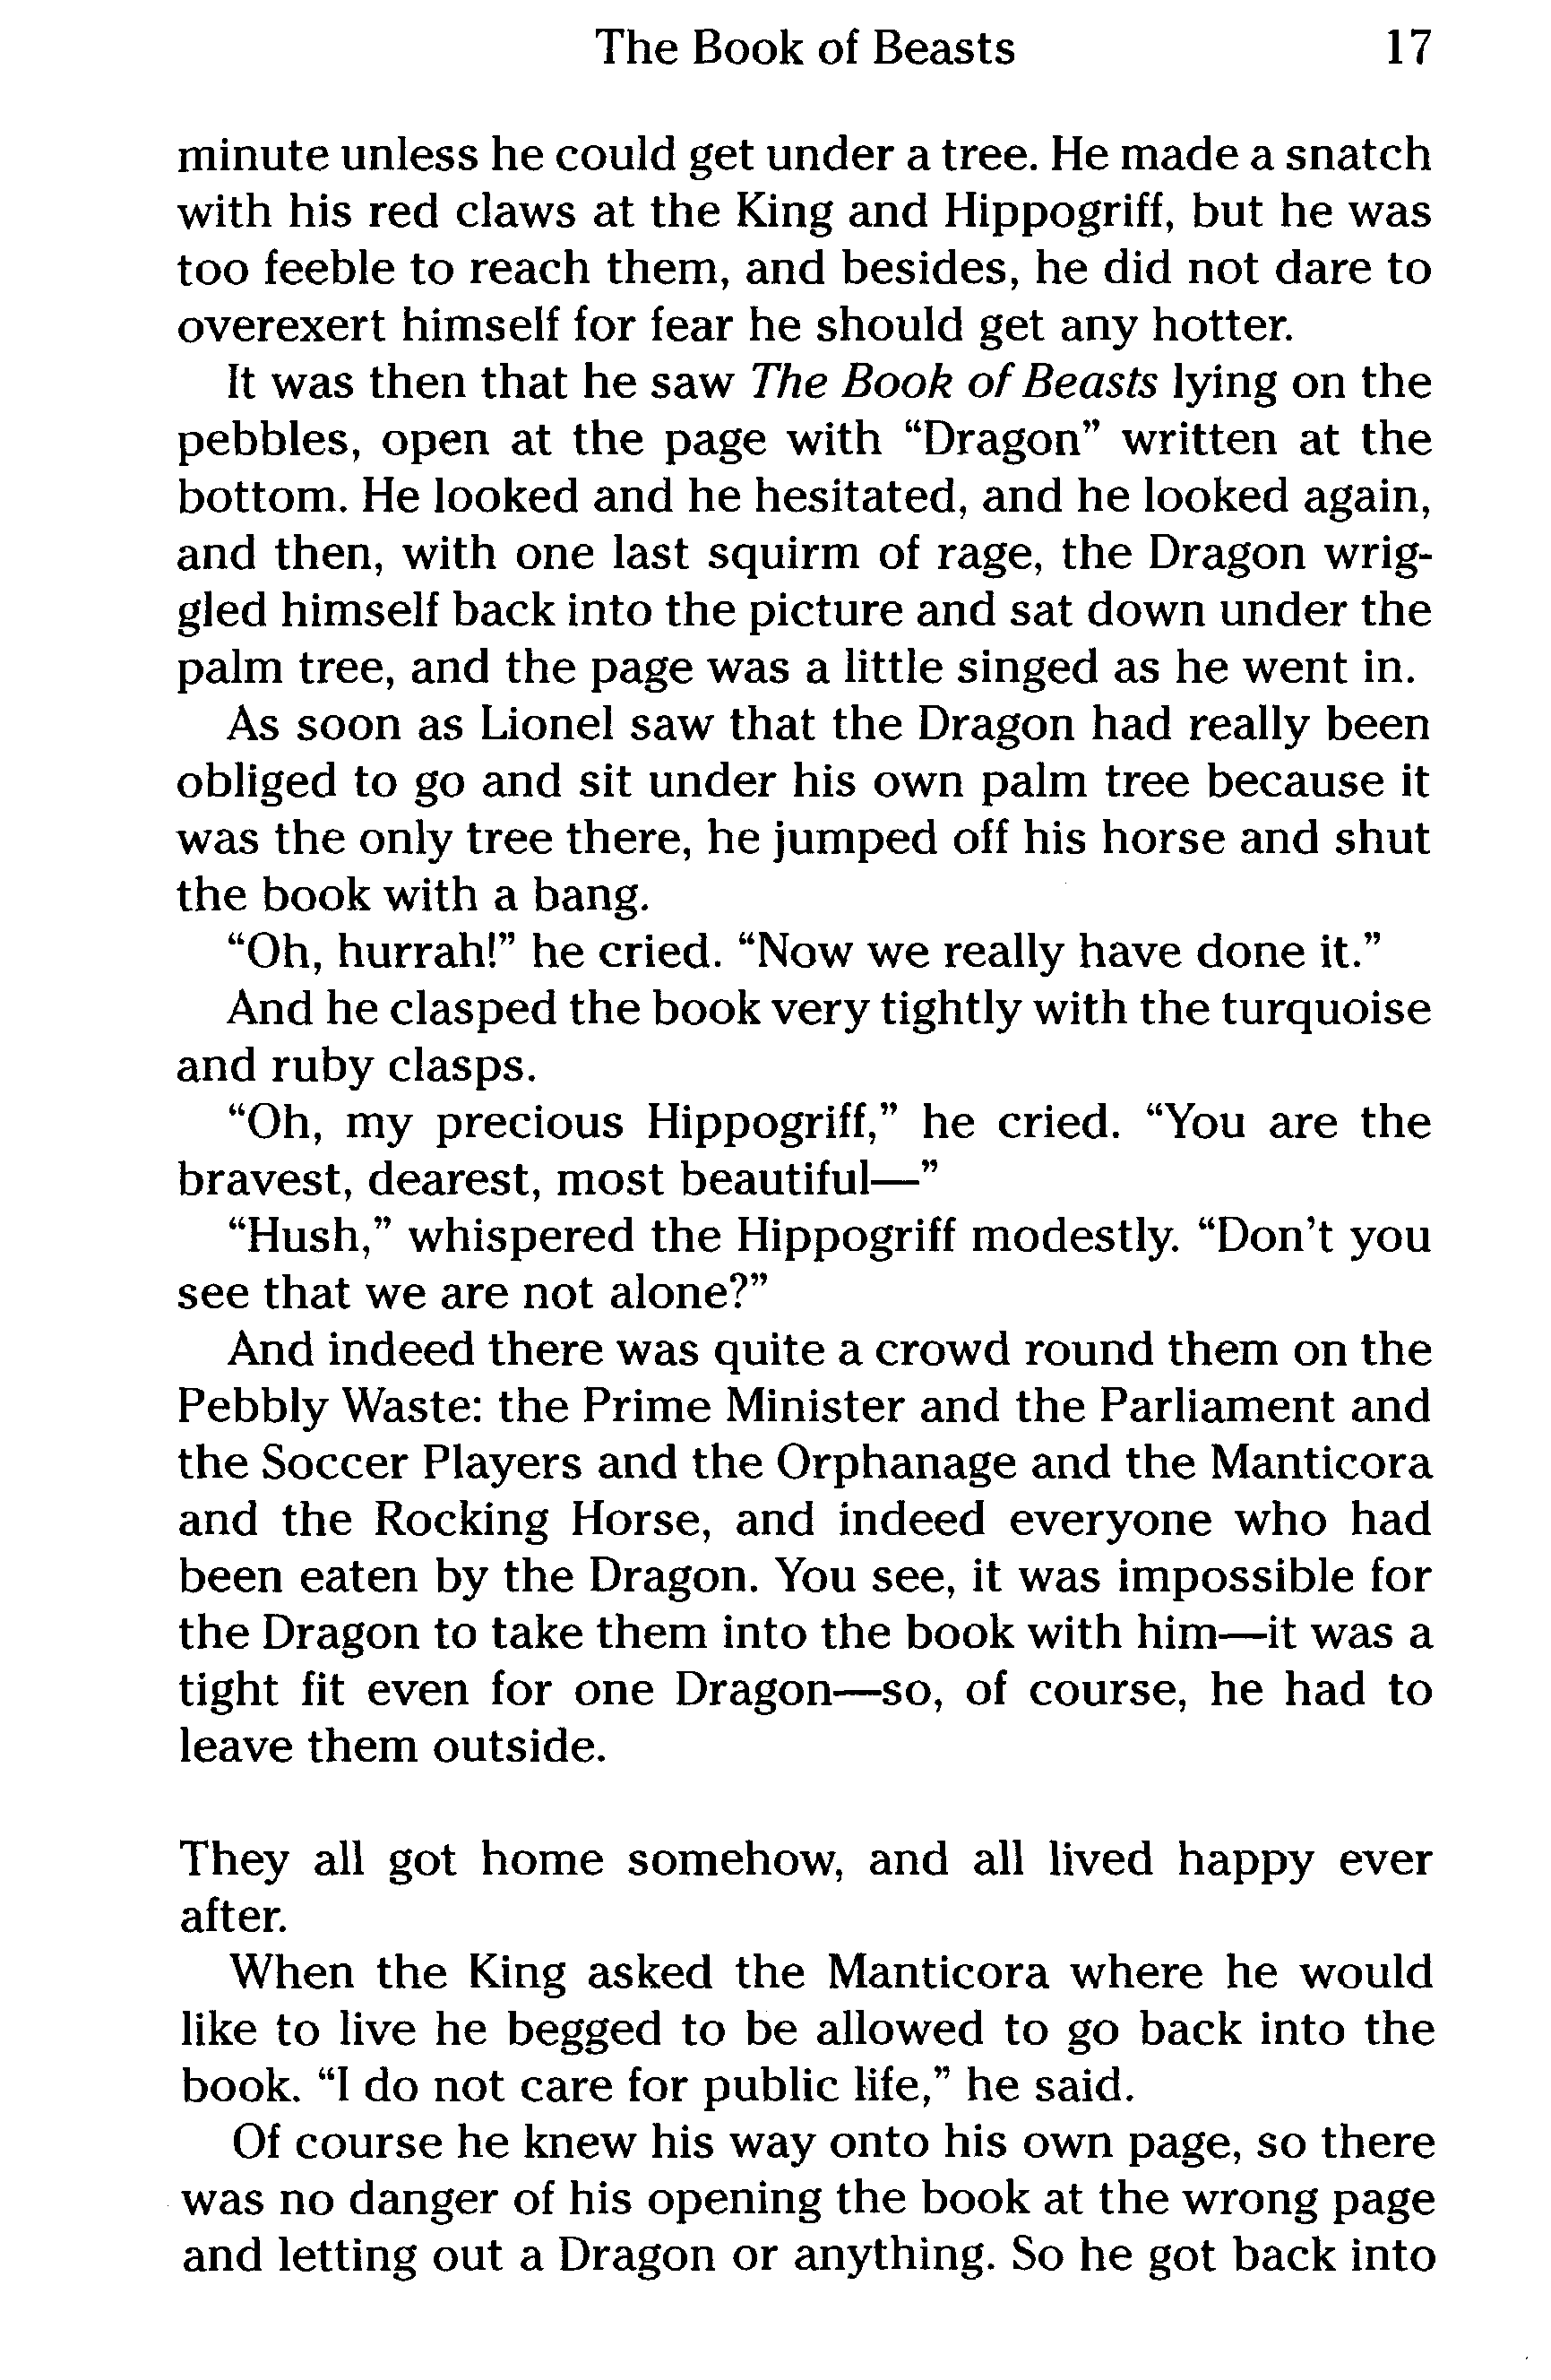 The Book of Beasts 17
minute unless he could get under a tree. He made a snatch
with his red claws at the King and Hippogriff, but he was
too feeble to reach them, and besides, he did not dare to
overexert himself for fear he should get any hotter.
It was then that he saw The Book of Beasts lying on the
pebbles, open at the page with “Dragon” written at the
bottom. He looked and he hesitated, and he looked again,
and then, with one last squirm of rage, the Dragon wrig-
gled himself back into the picture and sat down under the
palm tree, and the page was a little singed as he went in.
As soon as Lionel saw that the Dragon had really been
obliged to go and sit under his own palm tree because it
was the only tree there, he jumped off his horse and shut
the book with a bang.
“Oh, hurrah!” he cried. “Now we really have done it.”
And he clasped the book very tightly with the turquoise
and ruby clasps.
“Oh, my precious Hippogriff,” he cried. “You are the
bravest, dearest, most beautiful—”
“Hush,” whispered the Hippogriff modestly. “Don’t you
see that we are not alone?”
And indeed there was quite a crowd round them on the
Pebbly Waste: the Prime Minister and the Parliament and
the Soccer Players and the Orphanage and the Manticora
and the Rocking Horse, and indeed everyone who had
been eaten by the Dragon. You see, it was impossible for
the Dragon to take them into the book with him—it was a
tight fit even for one Dragon—so, of course, he had to
leave them outside.
They all got home somehow, and all lived happy ever
after.
When the King asked the Manticora where he would
like to live he begged to be allowed to go back into the
book. “I do not care for public life,” he said.
Of course he knew his way onto his own page, so there
was no danger of his opening the book at the wrong page
and letting out a Dragon or anything. So he got back into